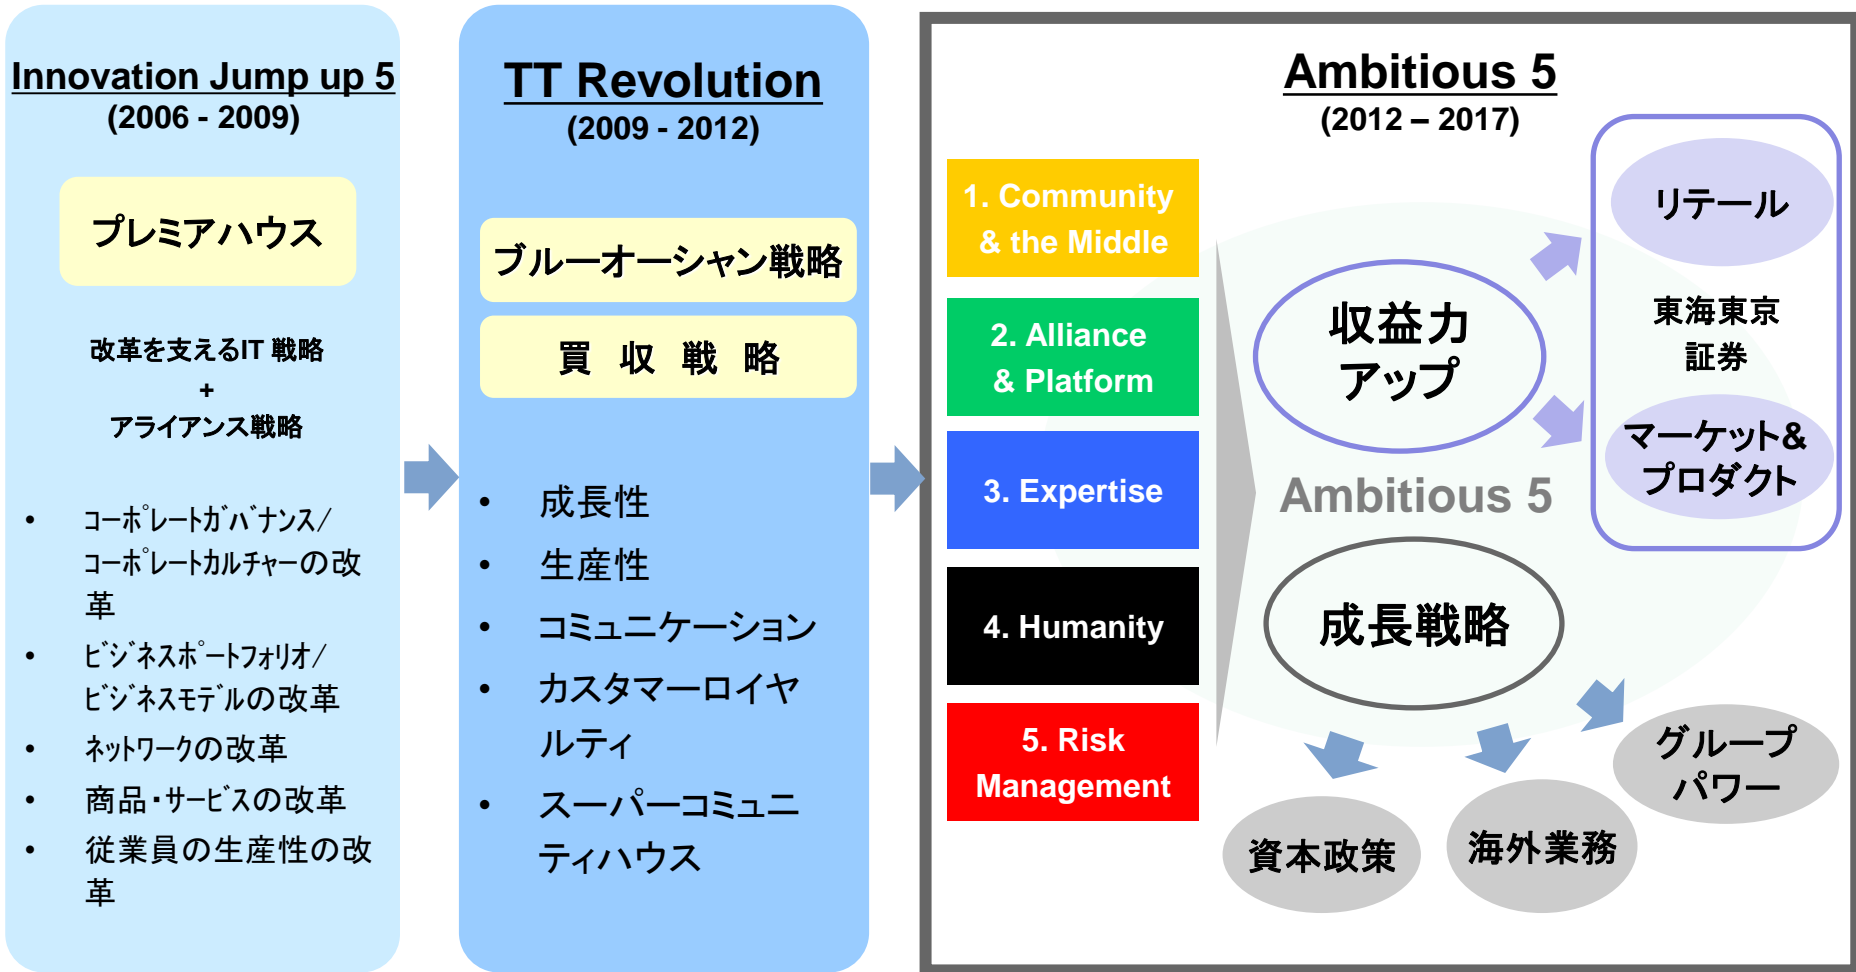 Innovation Jump up 5
(2006 - 2009)
プレミアハウス
改革を支えるIT 戦略
+
アライアンス戦略
• ｺｰﾎﾟﾚｰﾄｶﾞﾊﾞﾅﾝｽ/
ｺｰﾎﾟﾚｰﾄｶﾙﾁｬｰの改
革
• ﾋﾞｼﾞﾈｽﾎﾟｰﾄﾌｫﾘｵ/
ﾋﾞｼﾞﾈｽﾓﾃﾞﾙの改革
• ﾈｯﾄﾜｰｸの改革
• 商品・ｻｰﾋﾞｽの改革
• 従業員の生産性の改
革
TT Revolution
(2009 - 2012)
ブルーオーシャン戦略
買 収 戦 略
• 成長性
• 生産性
• コミュニケーション
• カスタマーロイヤ
ルティ
• スーパーコミュニ
ティハウス
Ambitious 5
(2012 – 2017)
1. Community
& the Middle
2. Alliance
& Platform
3. Expertise
4. Humanity
5. Risk
Management
収益力
アップ
Ambitious 5
成長戦略
リテール
東海東京
証券
マーケット&
プロダクト
グループ
パワー
海外業務
資本政策